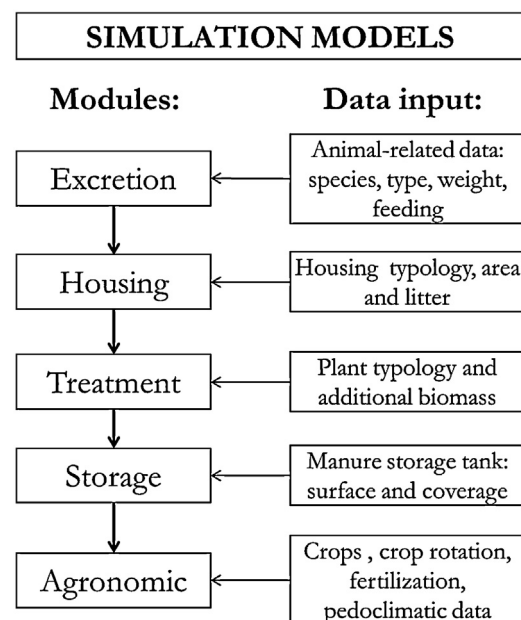 SIMULATION MODELS
Modules:
Data input:
Excretion
Animal-related data:
species, type, weight,
feeding
Housing
Housing typology, area
and litter
Treatment
Plant typology and
additional biomass
Storage
Manure storage tank:
surface and coverage
Agronomic
Crops , crop rotation,
fertilization,
pedoclimatic data